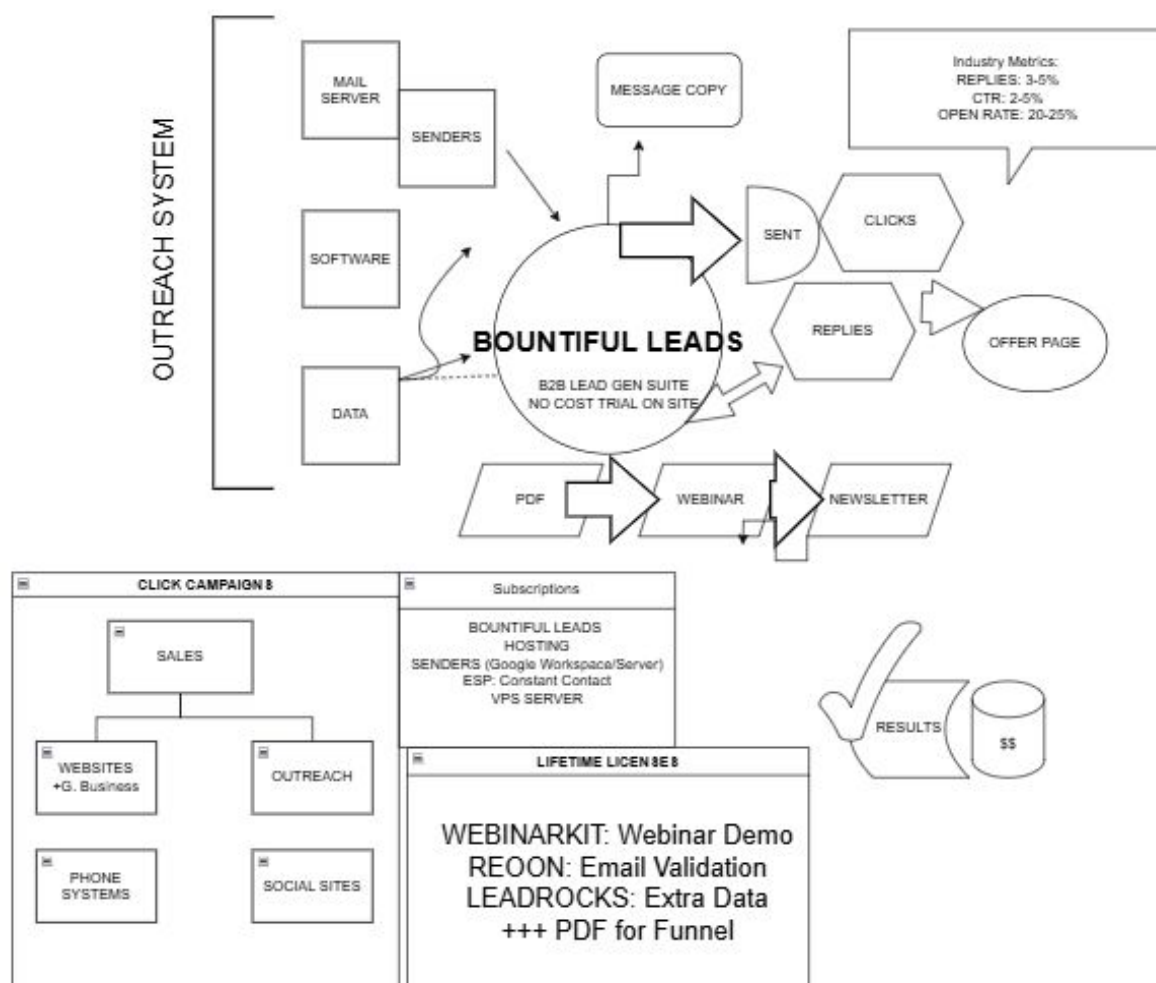 OUTREACH SYSTEM
MAIL
SERVER
SENDERS
SOFTWARE
DATA
MESSAGE COPY
Industry Metrics:
REPLIES: 3-5%
CTR: 2-5%
OPEN RATE: 20-25%
SENT
CLICKS
REPLIES
OFFER PAGE
BOUNTIFUL LEADS
B2B LEAD GEN SUITE
NO COST TRIAL ON SITE
PDF
WEBINAR
NEWSLETTER
CLICK CAMPAIGNS
SALES
WEBSITES
+G. Business
OUTREACH
PHONE
SYSTEMS
SOCIAL SITES
Subscriptions
BOUNTIFUL LEADS
HOSTING
SENDERS (Google Workspace/Server)
ESP: Constant Contact
VPS SERVER
LIFETIME LICENSES
WEBINARKIT: Webinar Demo
REOON: Email Validation
LEADROCKS: Extra Data
+++ PDF for Funnel
RESULTS
$$